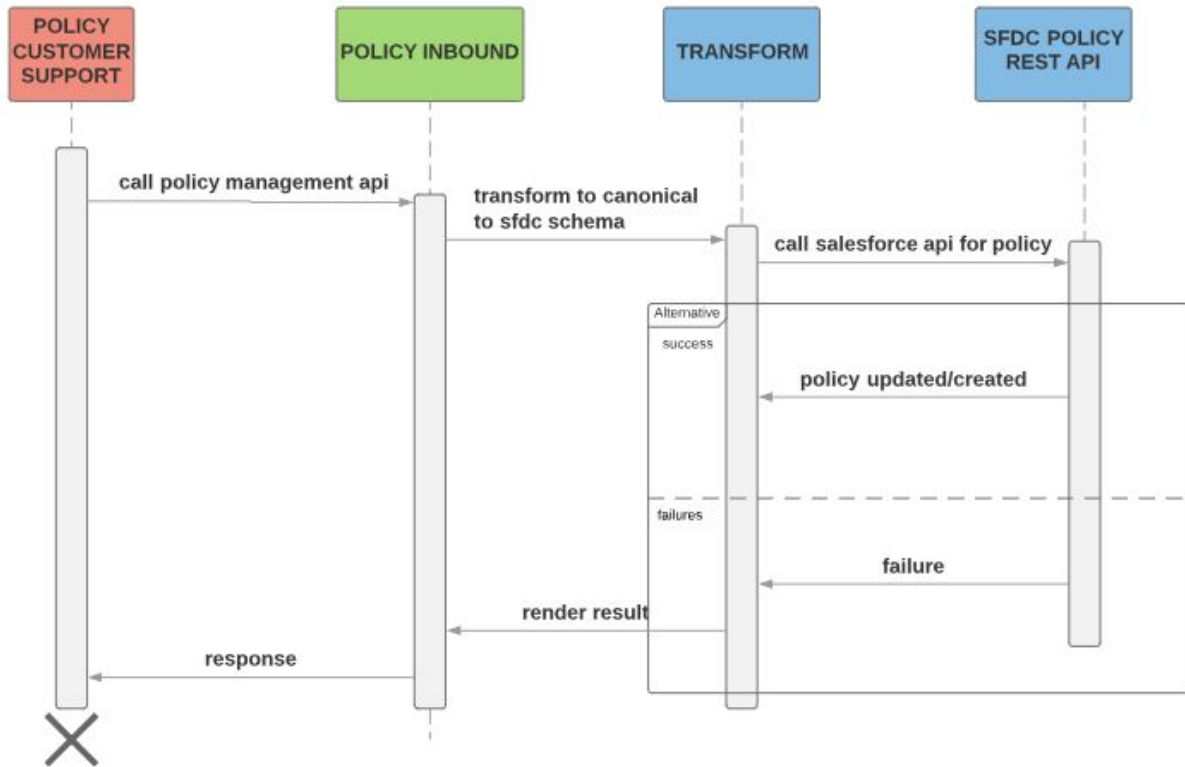 POLICY
CUSTOMER
SUPPORT
POLICY INBOUND
TRANSFORM
SFDC POLICY
REST API
call policy management api
transform to canonical
to sfdc schema
call salesforce api for policy
Alternative
success
policy updated/created
failures
failure
render result
response